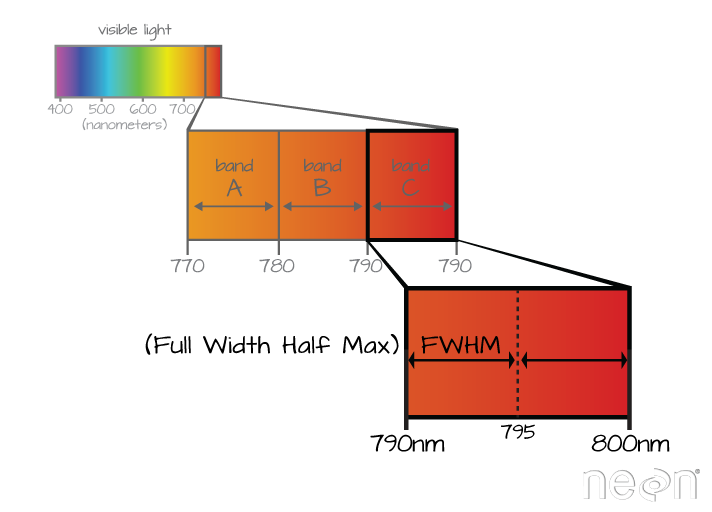 visible light
400 500 600 700
(nanometers)
band band band
A B C
770 780 790 790
(Full Width Half Max) FWHM
795
790nm 800nm
neon®